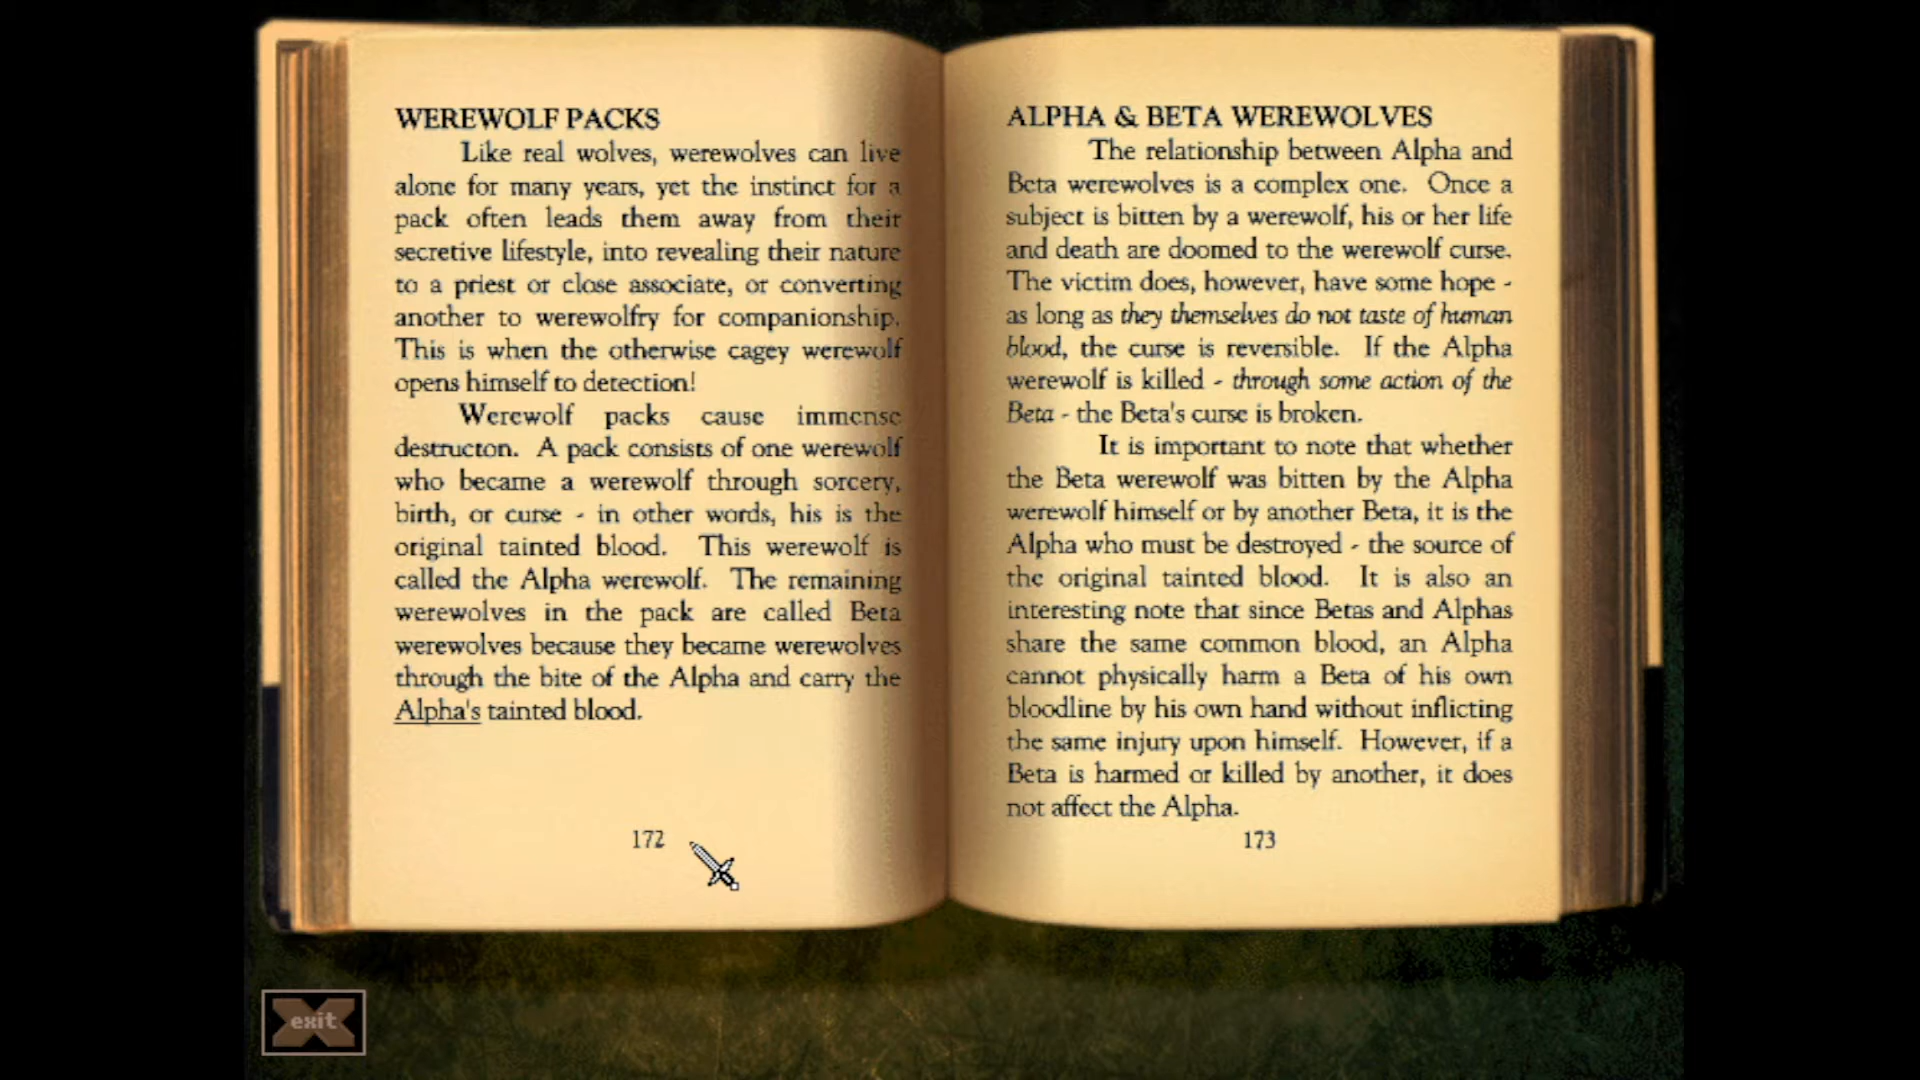 WEREWOLF PACKS
Like real wolves, werewolves can live
alone for many years, yet the instinct for a
pack often leads them away from their
secretive lifestyle, into revealing their nature
to a priest or close associate, or converting
another to werewolfry for companionship.
This is when the otherwise cagey werewolf
opens himself to detection!
Werewolf packs cause immense
destructon. A pack consists of one werewolf
who became a werewolf through sorcery,
birth, or curse - in other words, his is the
original tainted blood. This werewolf is
called the Alpha werewolf. The remaining
werewolves in the pack are called Beta
werewolves because they became werewolves
through the bite of the Alpha and carry the
Alpha's tainted blood.
172
ALPHA & BETA WEREWOLVES
The relationship between Alpha and
Beta werewolves is a complex one. Once a
subject is bitten by a werewolf, his or her life
and death are doomed to the werewolf curse.
The victim does, however, have some hope -
as long as they themselves do not taste of human
blood, the curse is reversible. If the Alpha
werewolf is killed - through some action of the
Beta - the Beta's curse is broken.
It is important to note that whether
the Beta werewolf was bitten by the Alpha
werewolf himself or by another Beta, it is the
Alpha who must be destroyed - the source of
the original tainted blood. It is also an
interesting note that since Betas and Alphas
share the same common blood, an Alpha
cannot physically harm a Beta of his own
bloodline by his own hand without inflicting
the same injury upon himself. However, if a
Beta is harmed or killed by another, it does
not affect the Alpha.
173
exit